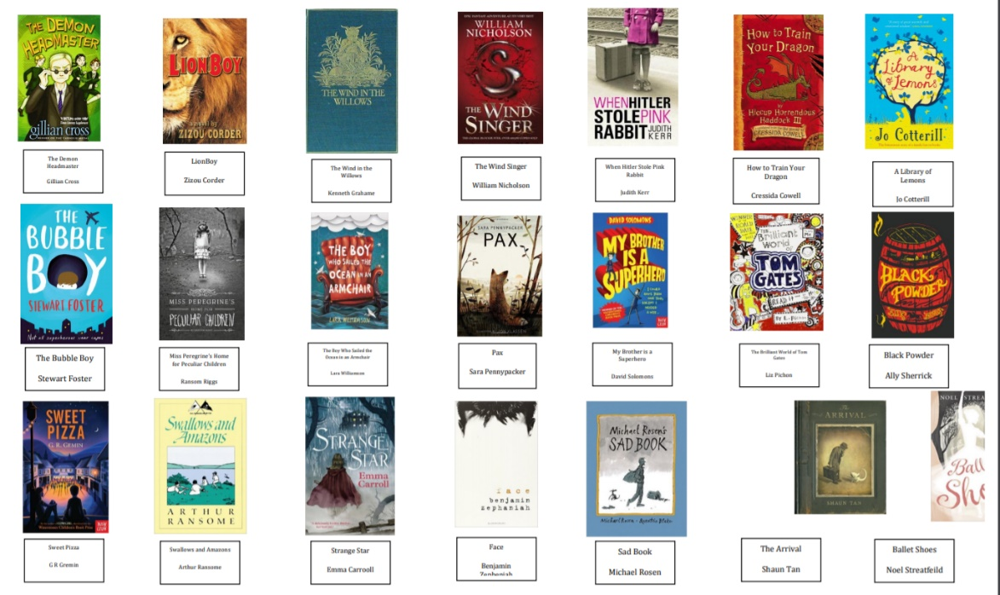 THE DEMON
HEADMASTER
gillian cross
LIONBOY
a novel by
ZIZOU CORDER
THE WIND IN THE
WILLOWS
WILLIAM
NICHOLSON
S
THE WIND
SINGER
WHEN HITLER
STOLE PINK
RABBIT JUDITH
KERR
How to Train
Your Dragon
by
Hiccup Horrendous
Haddock III
CRESSIDA COWELL
A
Library
of Lemons
Jo Cotterill
The Demon
Headmaster
Gillian Cross
LionBoy
Zizou Corder
The Wind in the
Willows
Kenneth Grahame
The Wind Singer
William Nicholson
When Hitler Stole Pink
Rabbit
Judith Kerr
How to Train Your
Dragon
Cressida Cowell
A Library of
Lemons
Jo Cotterill
THE
BUBBLE
BOY
STEWART FOSTER
Not all superheroes wear capes
MISS PEREGRINE'S
HOME FOR
PECULIAR CHILDREN
THE BOY
WHO SAILED THE
OCEAN IN AN
ARMCHAIR
LARA WILLIAMSON
SARA PENNYPACKER
PAX
DAVID SOLOMONS
MY BROTHER
IS A
SUPERHERO
The
Brilliant
World of
TOM
GATES
READ it
By L. Pichon
BLACK
POWDER
The Bubble Boy
Stewart Foster
Miss Peregrine's Home
for Peculiar Children
Ransom Riggs
The Boy Who Sailed the
Ocean in an Armchair
Lara Williamson
Pax
Sara Pennypacker
My Brother is a
Superhero
David Solomons
The Brilliant World of Tom
Gates
Liz Pichon
Black Powder
Ally Sherrick
SWEET
PIZZA
G. R. GEMIN
Swallows and
Amazons
ARTHUR
RANSOME
STRANGE
STAR
Emma
Carroll
face
benjamin
zephaniah
Michael Rosen's
SAD BOOK
Michael Rosen
The
ARRIVAL
SHAUN TAN
NOEL STREA
Ball
Sho
Sweet Pizza
G R Gremin
Swallows and Amazons
Arthur Ransome
Strange Star
Emma Carrooll
Face
Benjamin
Zephaniah
Sad Book
Michael Rosen
The Arrival
Shaun Tan
Ballet Shoes
Noel Streatfeild